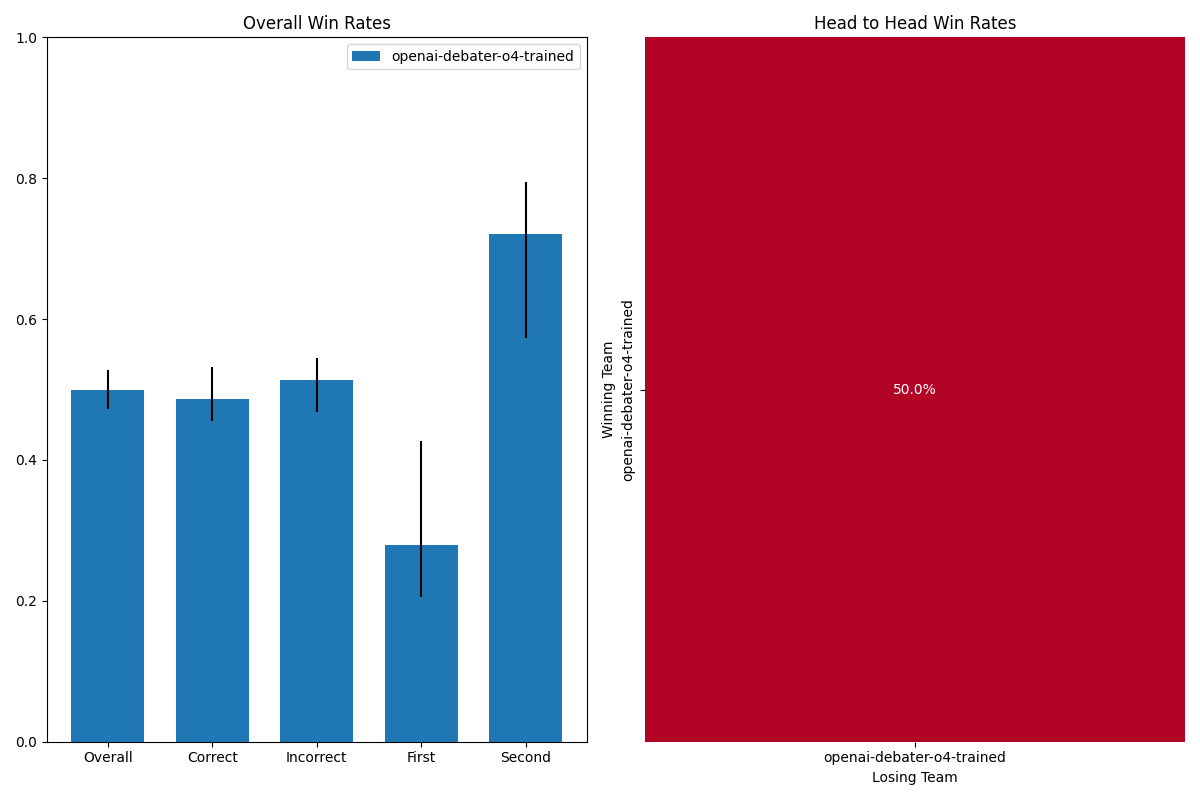 Overall Win Rates
openai-debater-o4-trained
1.0
0.8
0.6
0.4
0.2
0.0
Overall
Correct
Incorrect
First
Second
Head to Head Win Rates
Winning Team
openai-debater-o4-trained
50.0%
openai-debater-o4-trained
Losing Team